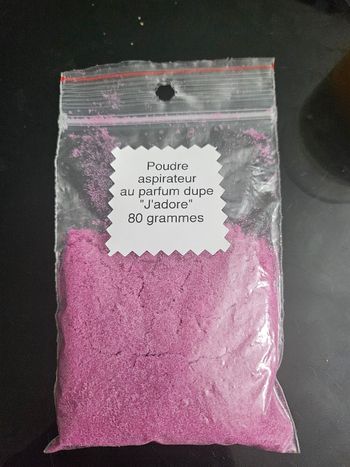 Poudre
aspirateur
au parfum dupe
"J'adore"
80 grammes